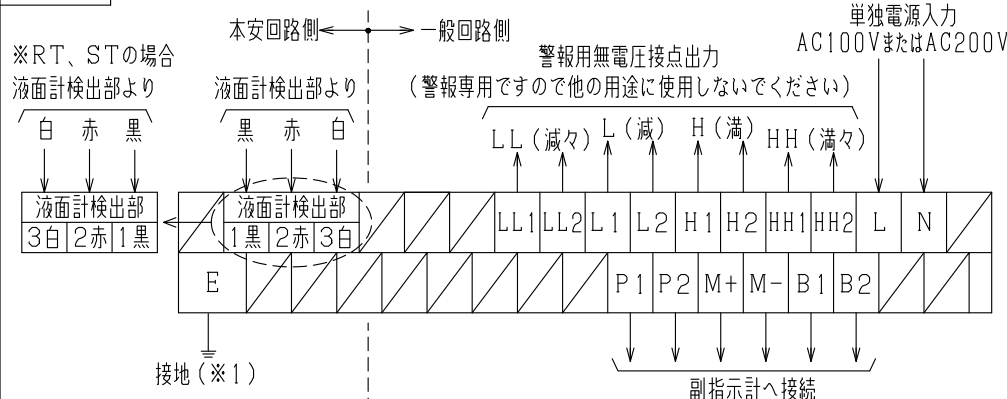 本安回路側 一般回路側
単独電源入力
AC100VまたはAC200V
※RT、STの場合
液面計検出部より
液面計検出部より
警報用無電圧接点出力
(警報専用ですので他の用途に使用しないでください)
白 赤 黒
黒 赤 白
LL(減々) L(減) H(満) HH(満々)
液面計検出部
3白 2赤 1黒
液面計検出部
1黒 2赤 3白
LL1 LL2 L1 L2 H1 H2 HH1 HH2 L N
E P1 P2 M+ M- B1 B2
接地(※1)
副指示計へ接続